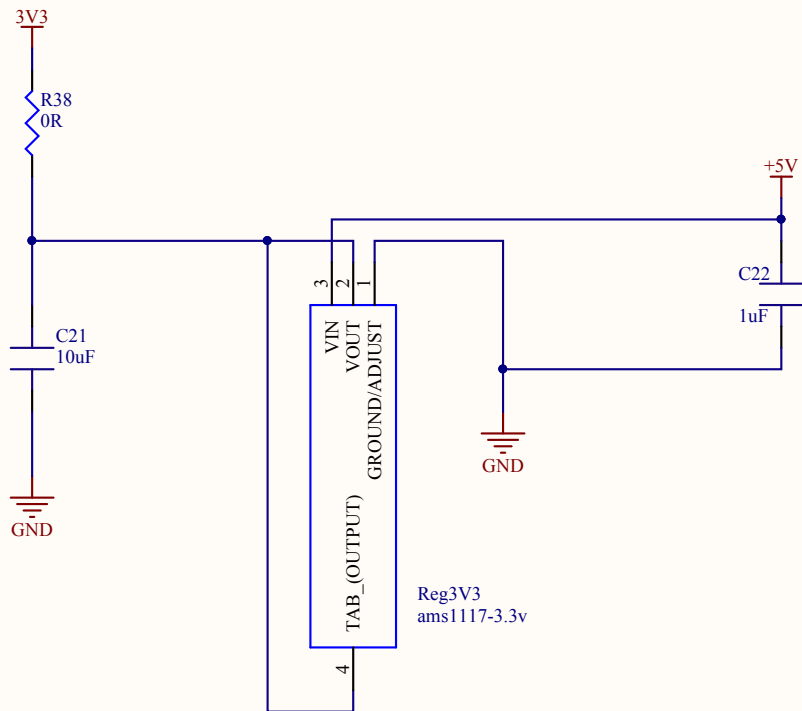 3V3
R38
0R
+5V
C22
1uF
3
2
1
VIN
VOUT
GROUND/ADJUST
C21
10uF
GND
GND
TAB_(OUTPUT)
Reg3V3
ams1117-3.3v
4